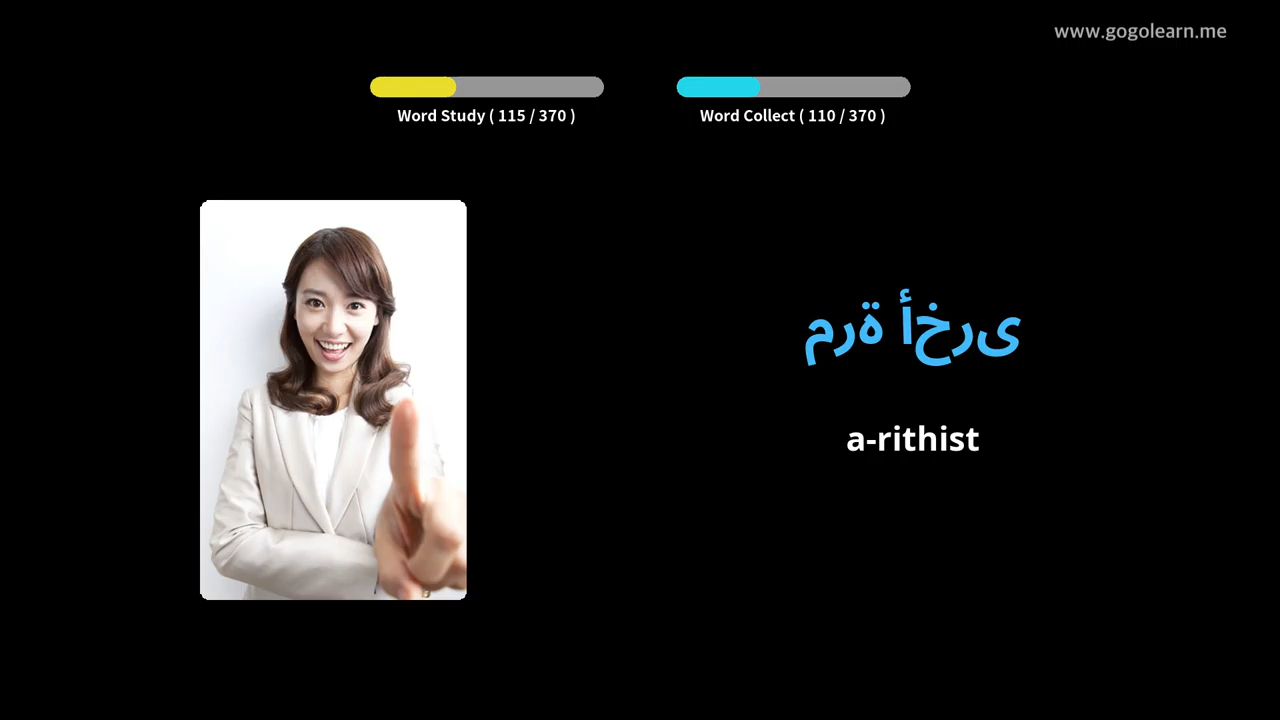 www.gogolearn.me
Word Study ( 115 / 370 )
Word Collect ( 110 / 370 )
مرة أخرى
a-rithist